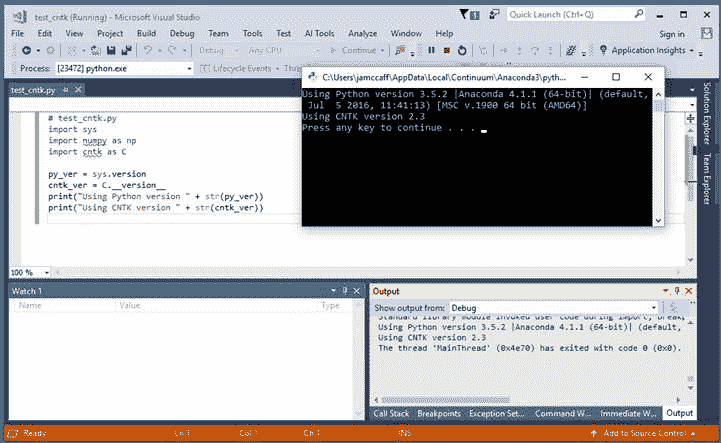 test_cntk (Running) - Microsoft Visual Studio
1
Quick Launch (Ctrl+Q)
File Edit View Project Build Debug Team Tools Test AI Tools Analyze Window Help Sign in
Debug Any CPU Continue Application Insights
Process: [23472] python.exe Lifecycle Events
test_cntk.py
# test_cntk.py
import sys
import numpy as np
import cntk as C
py_ver = sys.version
cntk_ver = C.__version__
print("Using Python version " + str(py_ver))
print("Using CNTK version " + str(cntk_ver))
100 %
C:\Users\jamccaff\AppData\Local\Continuum\Anaconda3\pyth...
Using Python version 3.5.2 |Anaconda 4.1.1 (64-bit)| (default,
Jul 5 2016, 11:41:13) [MSC v.1900 64 bit (AMD64)]
Using CNTK version 2.3
Press any key to continue . . .
Solution Explorer
Team Explorer
Watch 1
Name Value Type
Output
Show output from: Debug
Standard library module invoked user code during import, break,
Using Python version 3.5.2 |Anaconda 4.1.1 (64-bit)| (default,
Using CNTK version 2.3
The thread 'MainThread' (0x4e70) has exited with code 0 (0x0).
Call Stack Breakpoints Exception Set... Command W... Immediate W... Output
Ready Ln 1 Col 1 Ch 1 INS Add to Source Control